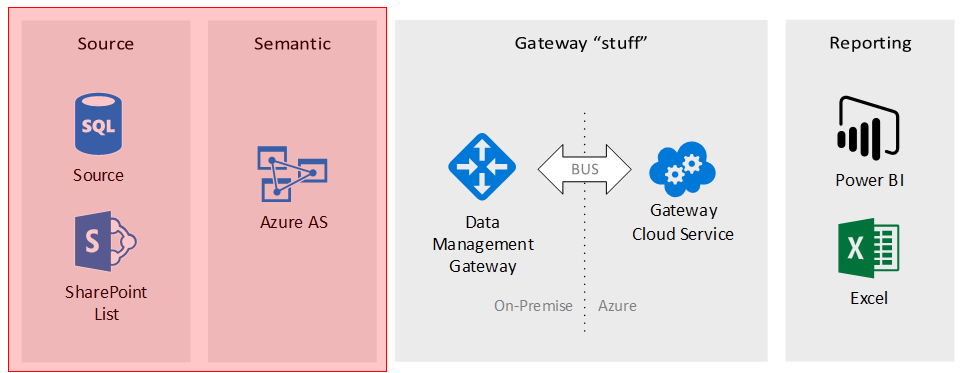 Source
Semantic
Gateway “stuff”
Reporting
SQL
Source
S
SharePoint
List
Azure AS
BUS
Data
Management
Gateway
Gateway
Cloud Service
On-Premise
Azure
Power BI
X
Excel